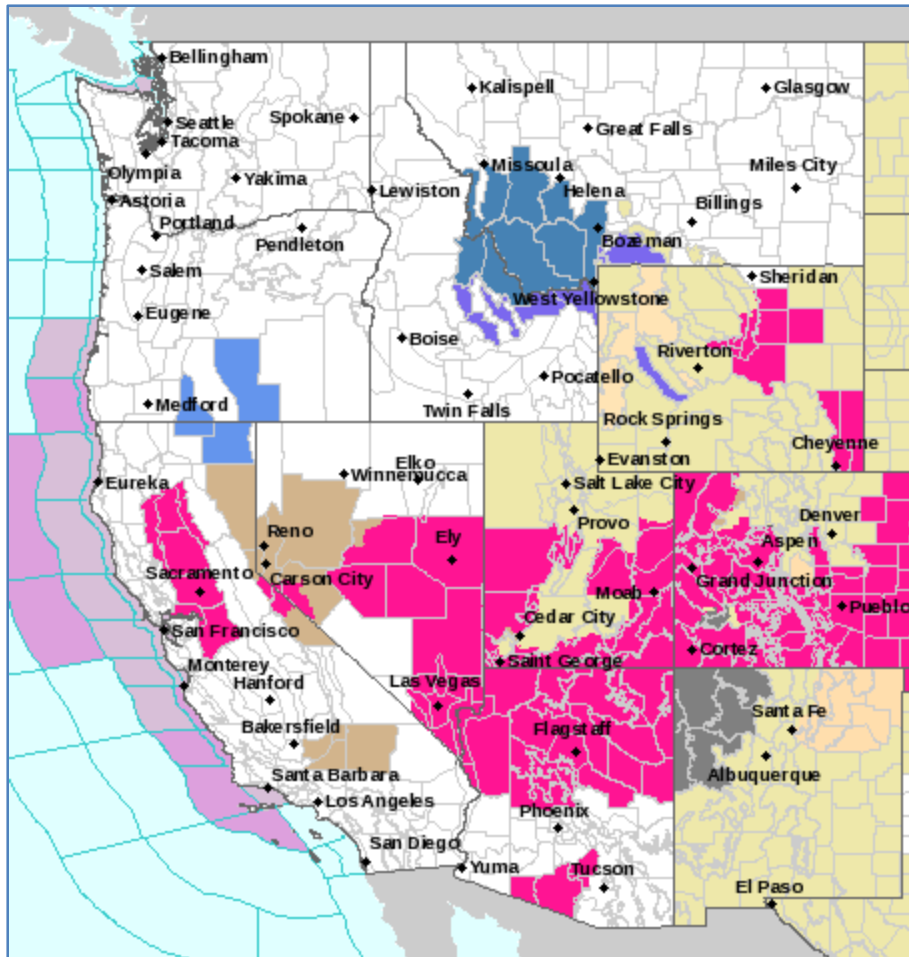 Bellingham
Kalispell
Glasgow
Spokane
Seattle
Great Falls
Tacoma
Missoula
Miles City
Olympia
Yakima
Helena
Lewiston
Astoria
Billings
Portland
Pendleton
Bozeman
Salem
Sheridan
West Yellowstone
Eugene
Boise
Riverton
Pocatello
Medford
Twin Falls
Rock Springs
Cheyenne
Evanston
Elko
Winnemucca
Eureka
Salt Lake City
Provo
Denver
Reno
Ely
Aspen
Sacramento
Carson City
Grand Junction
Moab
Pueblo
Cedar City
San Francisco
Cortez
Saint George
Monterey
Hanford
Las Vegas
Santa Fe
Bakersfield
Flagstaff
Albuquerque
Santa Barbara
Los Angeles
Phoenix
San Diego
Yuma
Tucson
El Paso